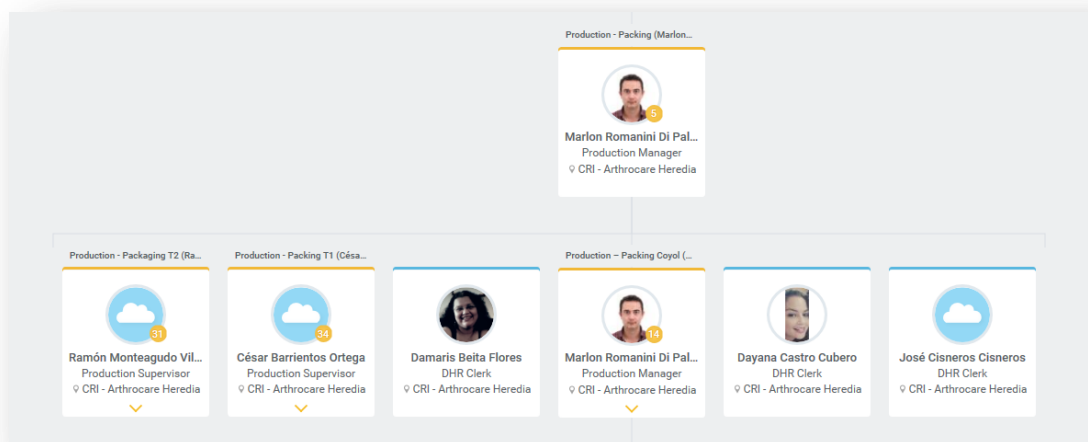 Production - Packing (Marlon...
5
Marlon Romanini Di Pal...
Production Manager
CRI - Arthrocare Heredia
Production - Packaging T2 (Ra...
31
Ramón Monteagudo Vil...
Production Supervisor
CRI - Arthrocare Heredia
Production - Packing T1 (Césa...
34
César Barrientos Ortega
Production Supervisor
CRI - Arthrocare Heredia
Damaris Beita Flores
DHR Clerk
CRI - Arthrocare Heredia
Production – Packing Coyol (...
14
Marlon Romanini Di Pal...
Production Manager
CRI - Arthrocare Heredia
Dayana Castro Cubero
DHR Clerk
CRI - Arthrocare Heredia
José Cisneros Cisneros
DHR Clerk
CRI - Arthrocare Heredia